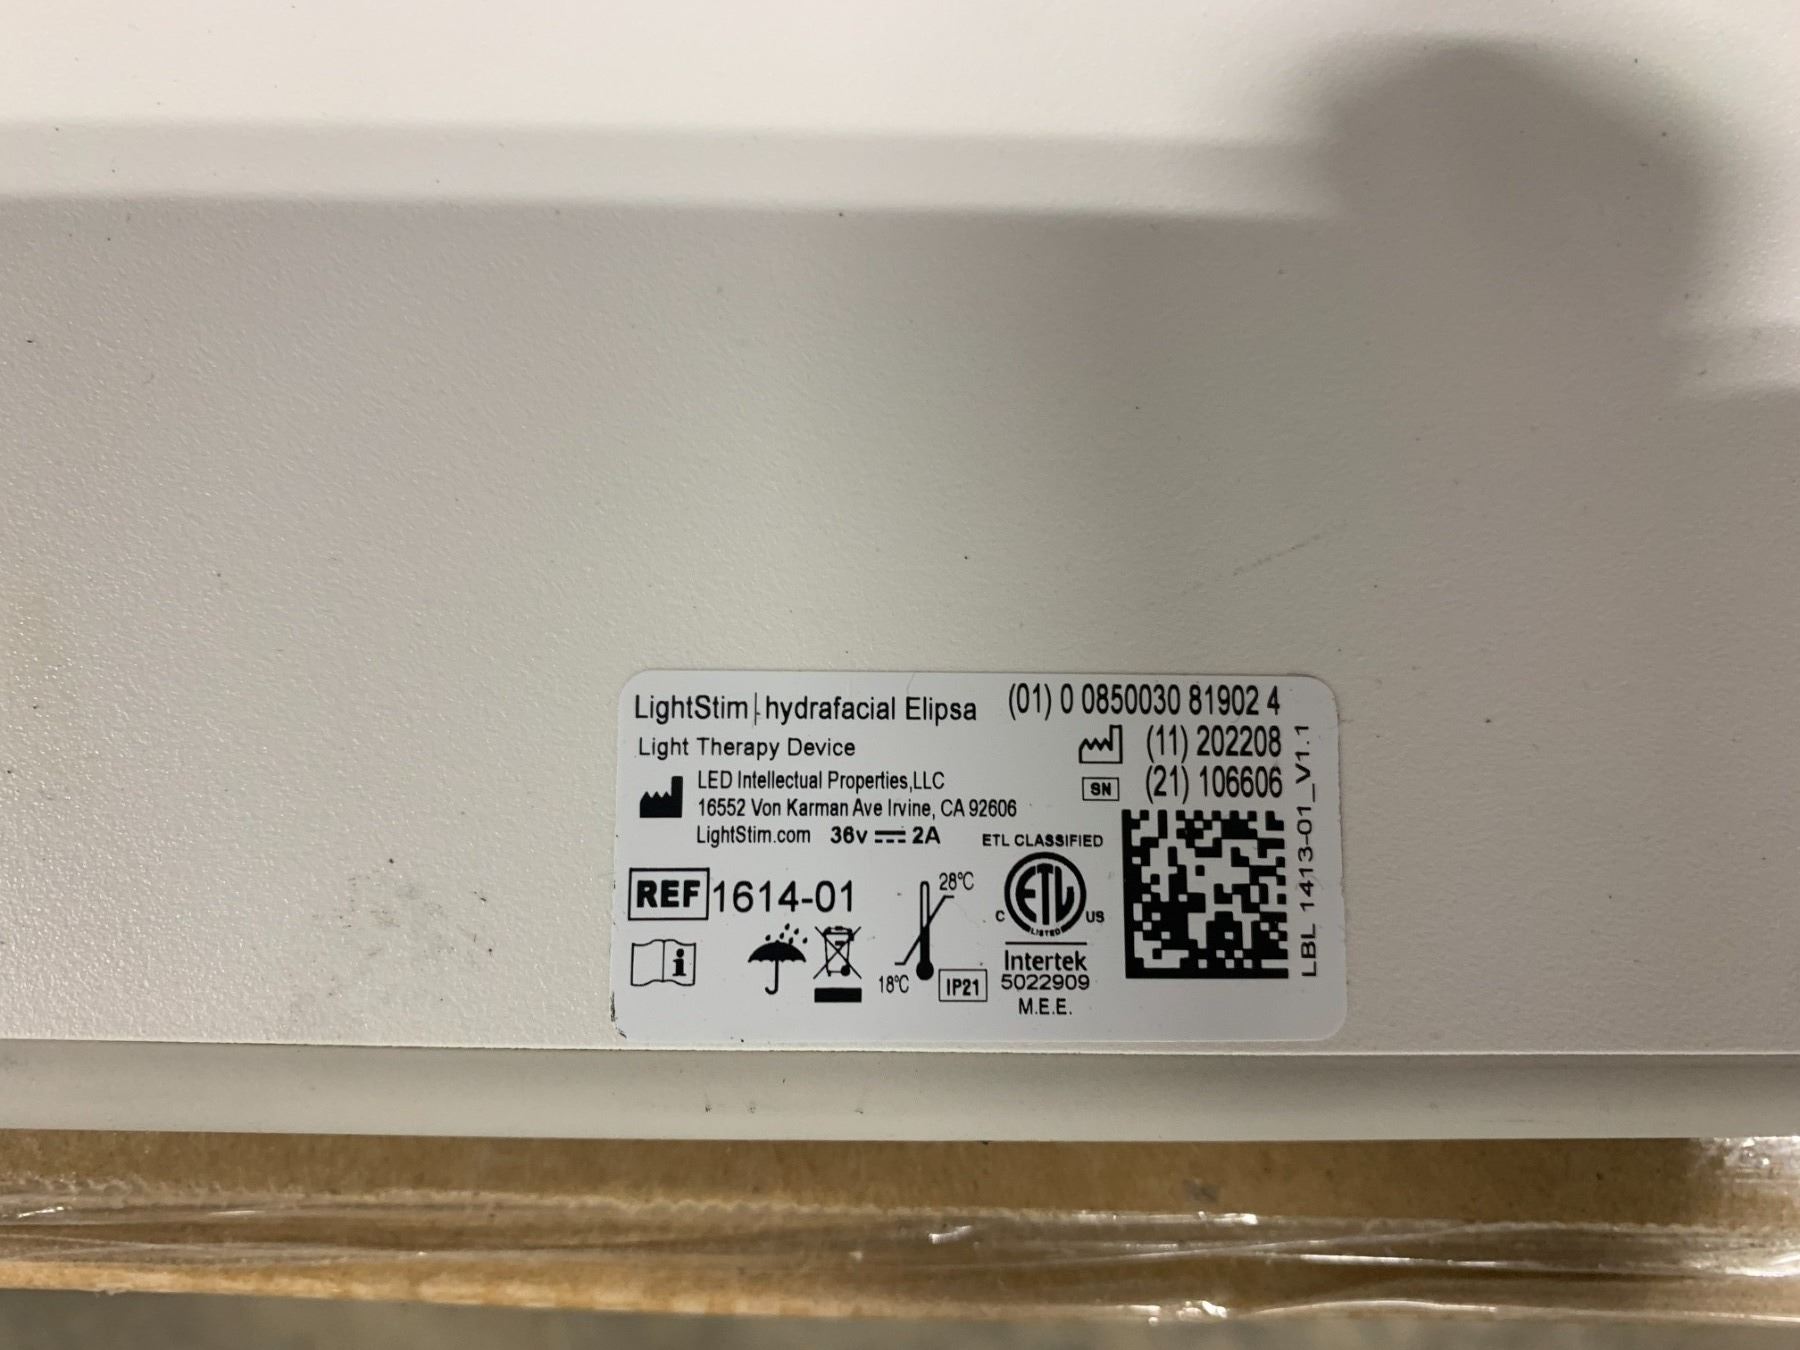 LightStim|hydrafacial Elipsa
Light Therapy Device
LED Intellectual Properties,LLC
16552 Von Karman Ave Irvine, CA 92606
LightStim.com 36v 2A
REF 1614-01
28°C
18°C
IP21
ETL CLASSIFIED
ETL
C US
LISTED
Intertek
5022909
M.E.E.
(01) 0 0850030 81902 4
(11) 202208
SN (21) 106606
LBL 14413-01_V1.1